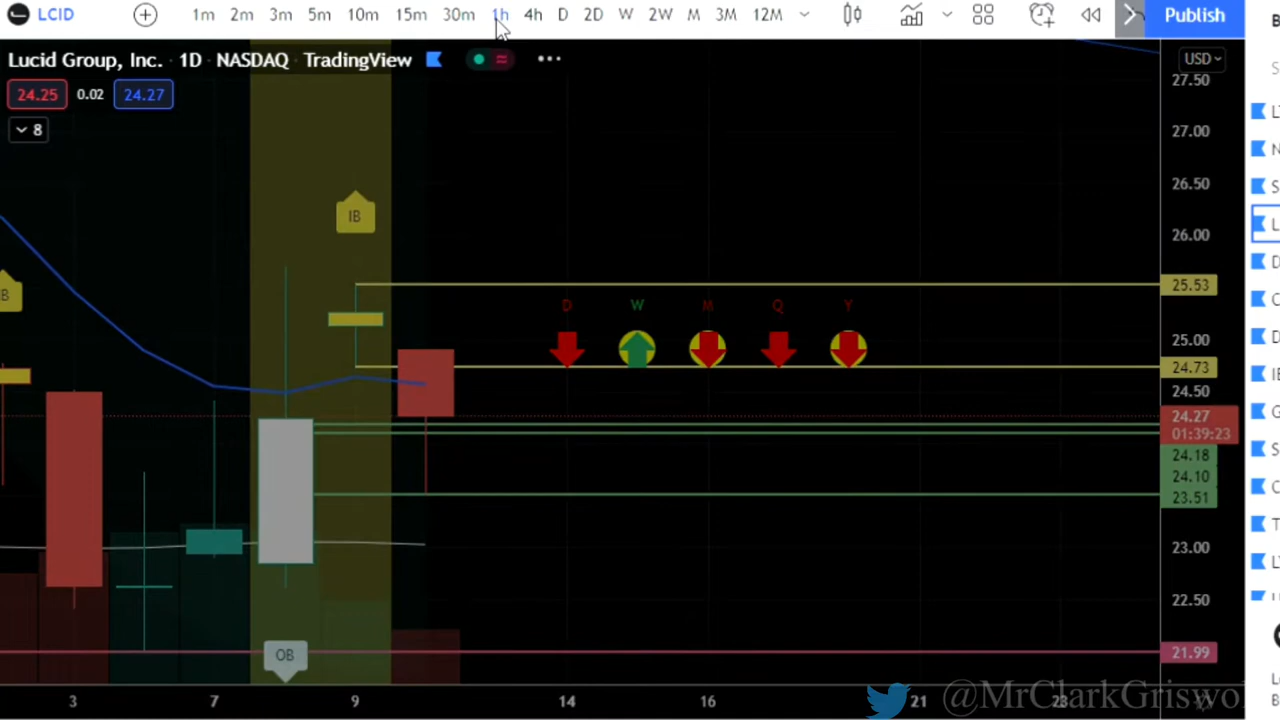 LCID 1m 2m 3m 5m 10m 15m 30m 1h 4h D 2D W 2W M 3M 12M Publish
Lucid Group, Inc. · 1D · NASDAQ · TradingView
USD
24.25 0.02 24.27
8
27.50
27.00
26.50
IB
26.00
25.53
D W M Q Y
25.00
24.73
24.50
24.27
01:39:23
24.18
24.10
23.51
23.00
22.50
OB
21.99
3 7 9 14 16 21 23